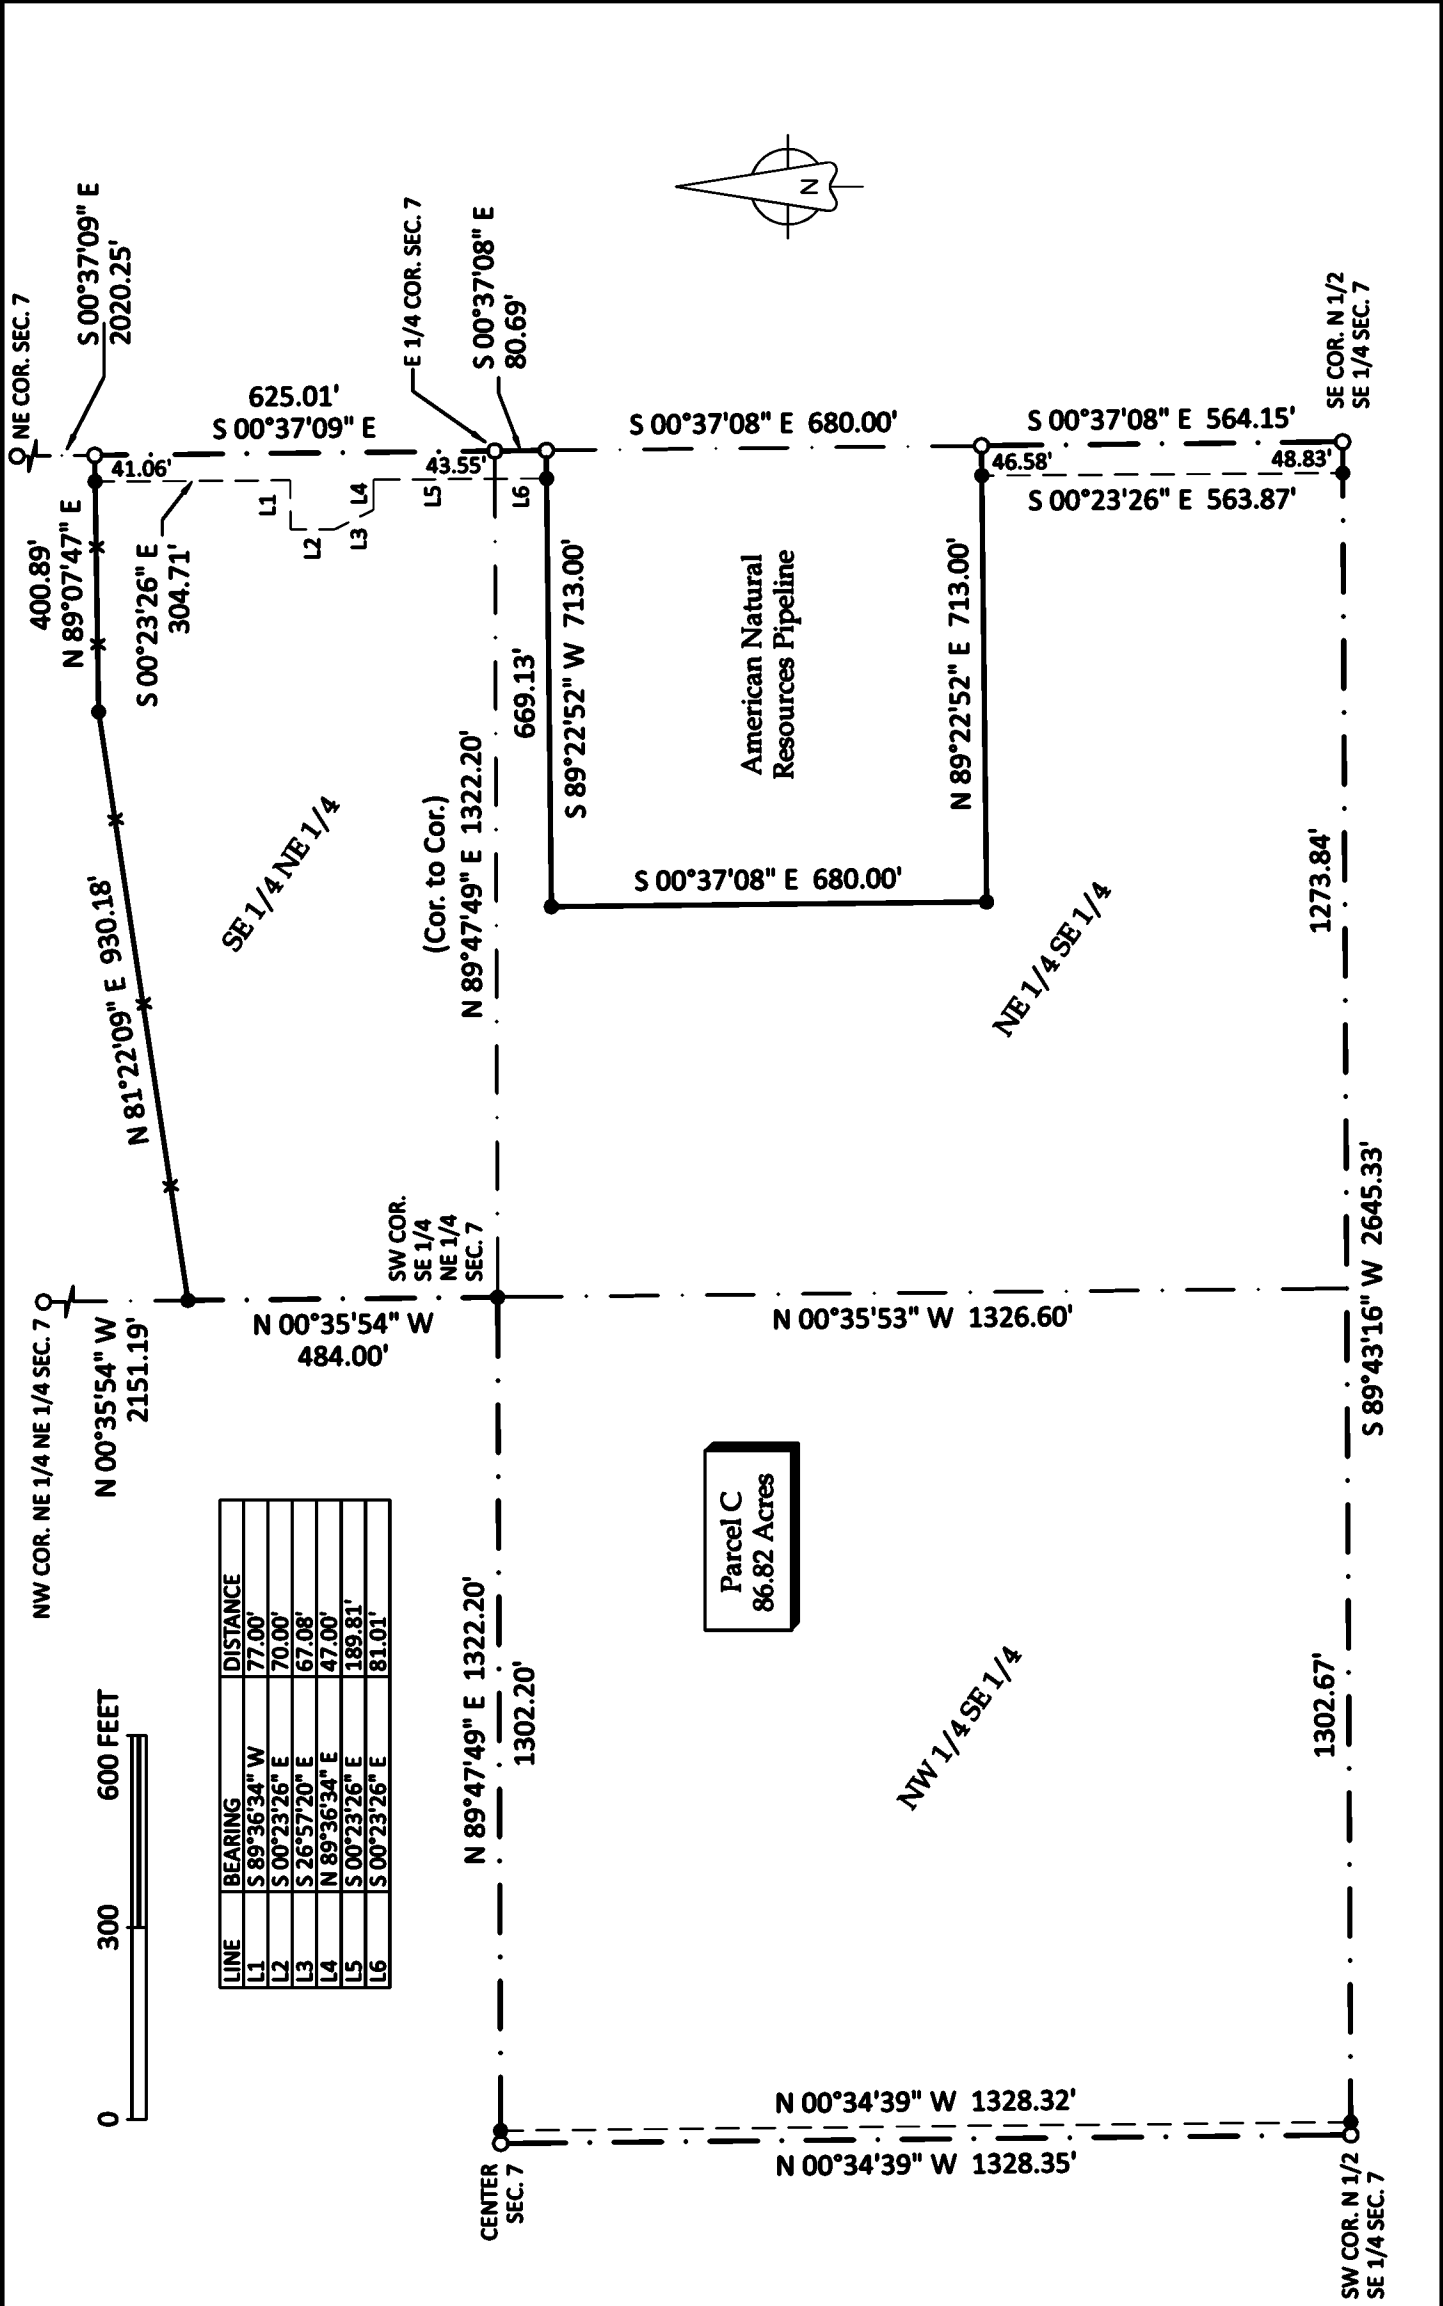 NE COR. SEC. 7
S 00°37'09" E
2020.25'
400.89'
N 89°07'47" E
41.06'
625.01'
S 00°37'09" E
S 00°23'26" E
304.71'
L1
L2
L3
L4
L5
L6
43.55'
E 1/4 COR. SEC. 7
S 00°37'08" E
80.69'
N
NW COR. NE 1/4 NE 1/4 SEC. 7
N 00°35'54" W
2151.19'
N 81°22'09" E 930.18'
SE 1/4 NE 1/4
SW COR.
SE 1/4
NE 1/4
SEC. 7
N 00°35'54" W
484.00'
(Cor. to Cor.)
N 89°47'49" E 1322.20'
669.13'
S 89°22'52" W 713.00'
S 00°37'08" E 680.00'
American Natural
Resources Pipeline
S 00°37'08" E 680.00'
N 89°22'52" E 713.00'
46.58'
S 00°37'08" E 564.15'
S 00°23'26" E 563.87'
48.83'
SE COR. N 1/2
SE 1/4 SEC. 7
NE 1/4 SE 1/4
1273.84'
N 00°35'53" W 1326.60'
S 89°43'16" W 2645.33'
0 300 600 FEET
LINE BEARING DISTANCE
L1 S 89°36'34" W 77.00'
L2 S 00°23'26" E 70.00'
L3 S 26°57'20" E 67.08'
L4 N 89°36'34" E 47.00'
L5 S 00°23'26" E 189.81'
L6 S 00°23'26" E 81.01'
N 89°47'49" E 1322.20'
1302.20'
Parcel C
86.82 Acres
NW 1/4 SE 1/4
1302.67'
N 00°34'39" W 1328.32'
N 00°34'39" W 1328.35'
CENTER
SEC. 7
SW COR. N 1/2
SE 1/4 SEC. 7